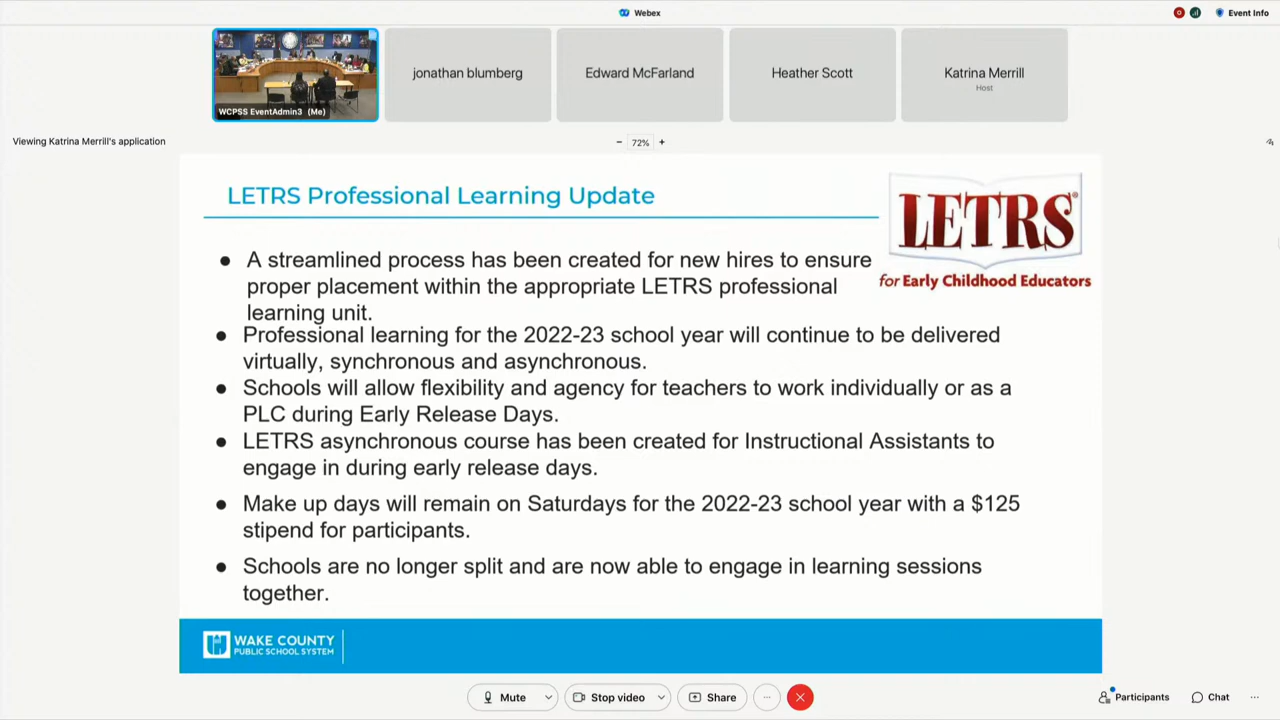 Webex
Event Info
WCPSS EventAdmin3 (Me)
jonathan blumberg
Edward McFarland
Heather Scott
Katrina Merrill
Host
Viewing Katrina Merrill's application
− 72% +
LETRS Professional Learning Update
LETRS®
for Early Childhood Educators
● A streamlined process has been created for new hires to ensure
proper placement within the appropriate LETRS professional
learning unit.
● Professional learning for the 2022-23 school year will continue to be delivered
virtually, synchronous and asynchronous.
● Schools will allow flexibility and agency for teachers to work individually or as a
PLC during Early Release Days.
● LETRS asynchronous course has been created for Instructional Assistants to
engage in during early release days.
● Make up days will remain on Saturdays for the 2022-23 school year with a $125
stipend for participants.
● Schools are no longer split and are now able to engage in learning sessions
together.
WAKE COUNTY
PUBLIC SCHOOL SYSTEM
Mute
Stop video
Share
Participants
Chat